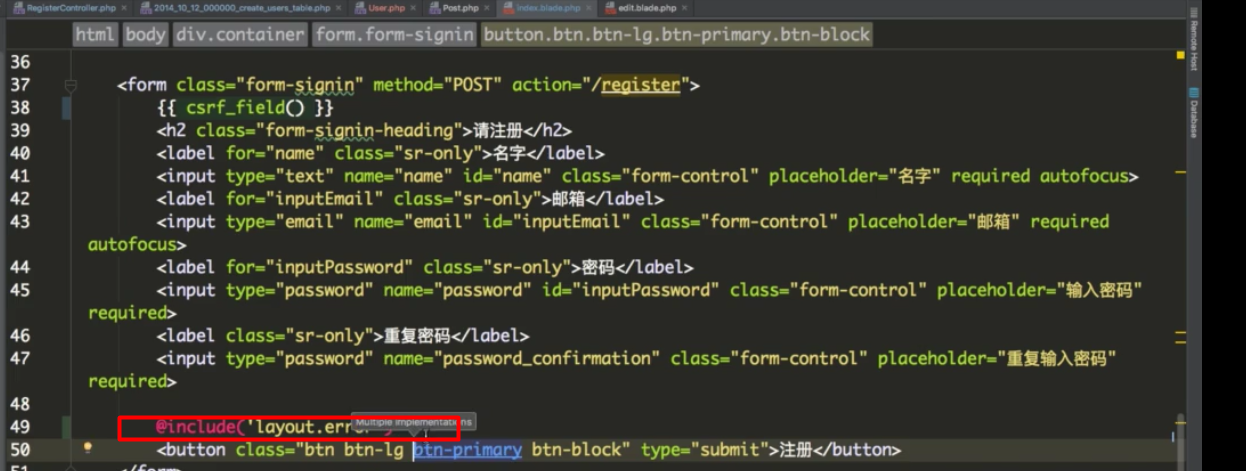 RegisterController.php × 2014_10_12_000000_create_users_table.php × User.php × Post.php × index.blade.php × edit.blade.php ×
html body div.container form.form-signin button.btn.btn-lg.btn-primary.btn-block
Remote Host
Database
36
37 <form class="form-signin" method="POST" action="/register">
38 {{ csrf_field() }}
39 <h2 class="form-signin-heading">请注册</h2>
40 <label for="name" class="sr-only">名字</label>
41 <input type="text" name="name" id="name" class="form-control" placeholder="名字" required autofocus>
42 <label for="inputEmail" class="sr-only">邮箱</label>
43 <input type="email" name="email" id="inputEmail" class="form-control" placeholder="邮箱" required
autofocus>
44 <label for="inputPassword" class="sr-only">密码</label>
45 <input type="password" name="password" id="inputPassword" class="form-control" placeholder="输入密码"
required>
46 <label class="sr-only">重复密码</label>
47 <input type="password" name="password_confirmation" class="form-control" placeholder="重复输入密码"
required>
48
Multiple implementations
49 @include('layout.error
50 <button class="btn btn-lg btn-primary btn-block" type="submit">注册</button>
51 </form>